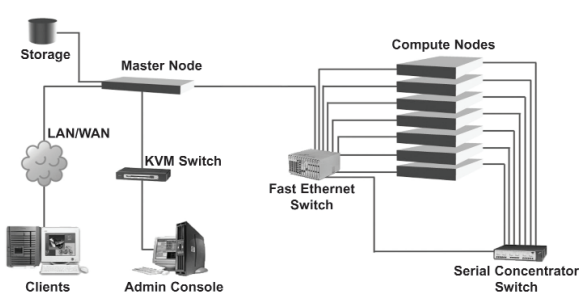 Storage
Master Node
Compute Nodes
LAN/WAN
KVM Switch
Fast Ethernet
Switch
Clients
Admin Console
Serial Concentrator
Switch